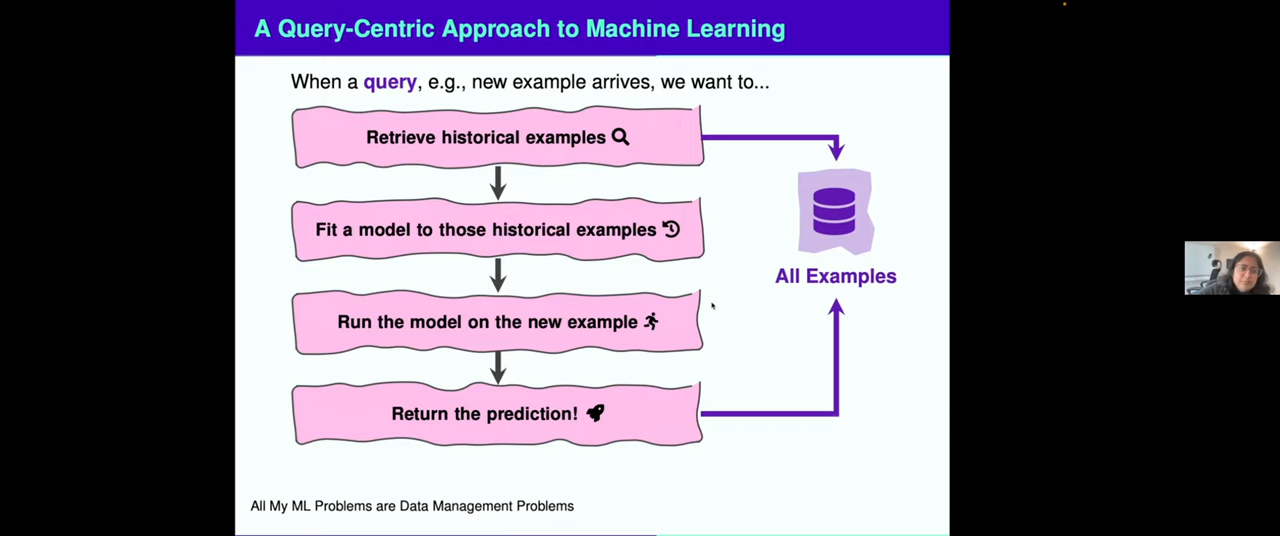 A Query-Centric Approach to Machine Learning
When a query, e.g., new example arrives, we want to...
Retrieve historical examples
Fit a model to those historical examples
Run the model on the new example
Return the prediction!
All Examples
All My ML Problems are Data Management Problems